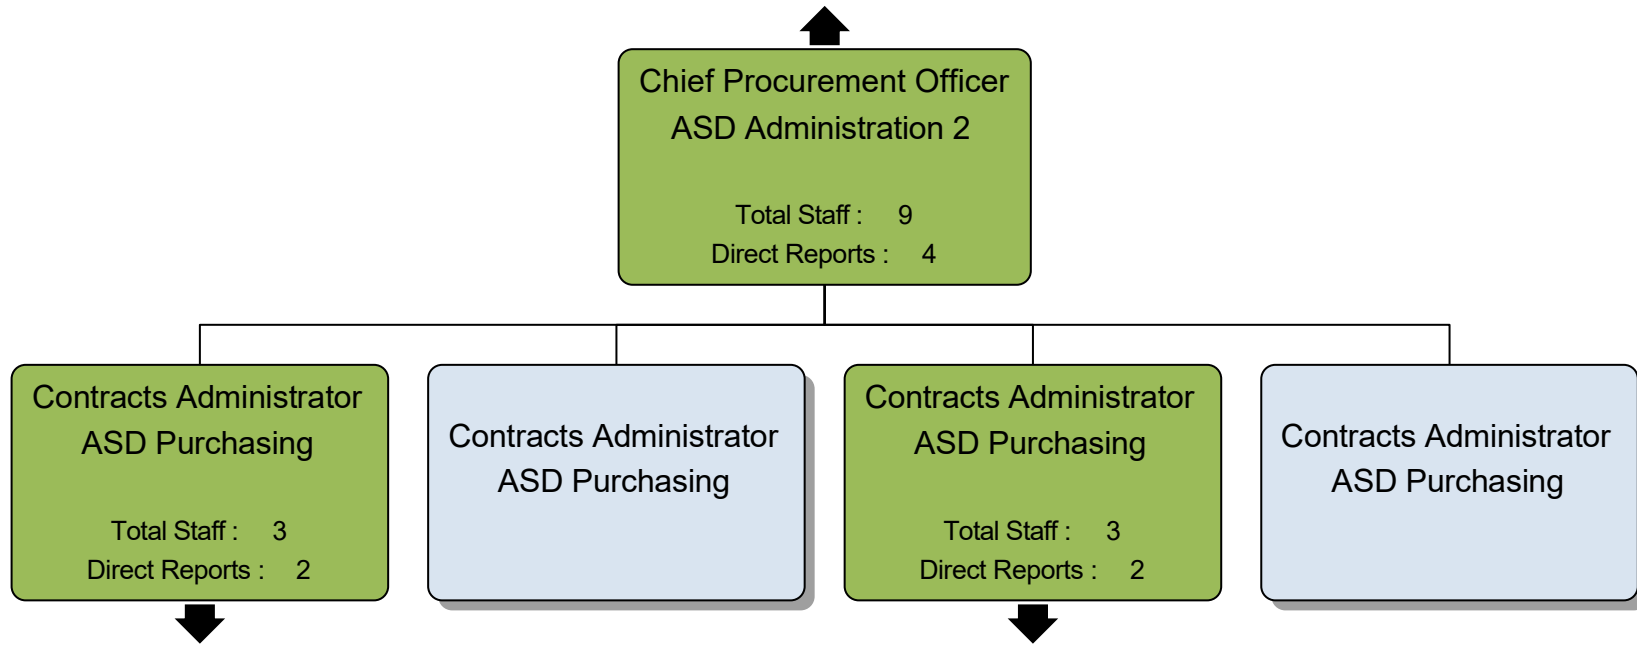 Chief Procurement Officer
ASD Administration 2
Total Staff : 9
Direct Reports : 4
Contracts Administrator
ASD Purchasing
Total Staff : 3
Direct Reports : 2
Contracts Administrator
ASD Purchasing
Contracts Administrator
ASD Purchasing
Total Staff : 3
Direct Reports : 2
Contracts Administrator
ASD Purchasing